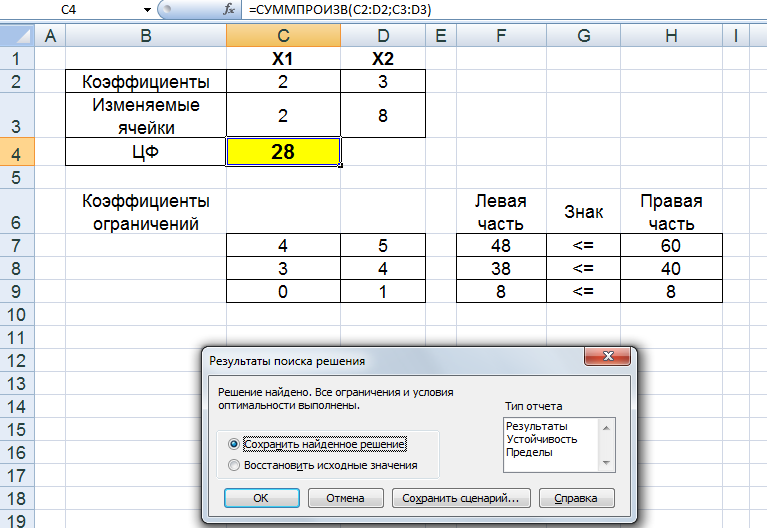 C4 fx =СУММПРОИЗВ(C2:D2;C3:D3)
A B C D E F G H I
1 X1 X2
2 Коэффициенты 2 3
3 Изменяемые ячейки 2 8
4 ЦФ 28
5
6 Коэффициенты ограничений Левая часть Знак Правая часть
7 4 5 48 <= 60
8 3 4 38 <= 40
9 0 1 8 <= 8
10
11
12
13
14
15
16
17
18
19
Результаты поиска решения
Решение найдено. Все ограничения и условия
оптимальности выполнены.
Тип отчета
Результаты
Устойчивость
Пределы
Сохранить найденное решение
Восстановить исходные значения
ОК Отмена Сохранить сценарий... Справка